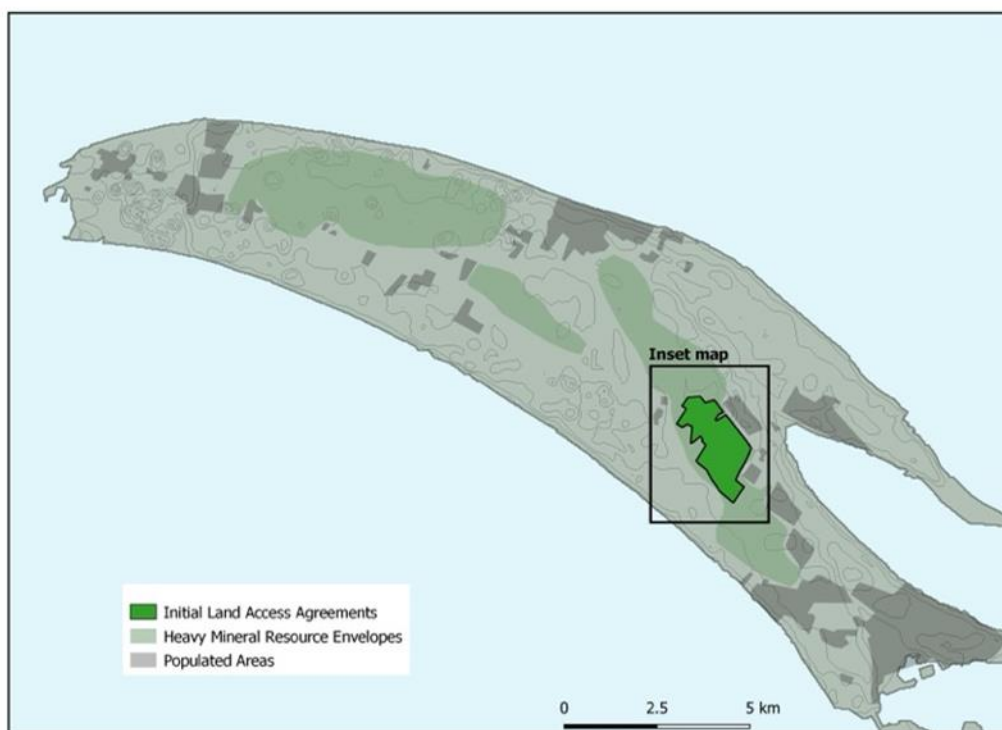 Inset map
Initial Land Access Agreements
Heavy Mineral Resource Envelopes
Populated Areas
0 2.5 5 km